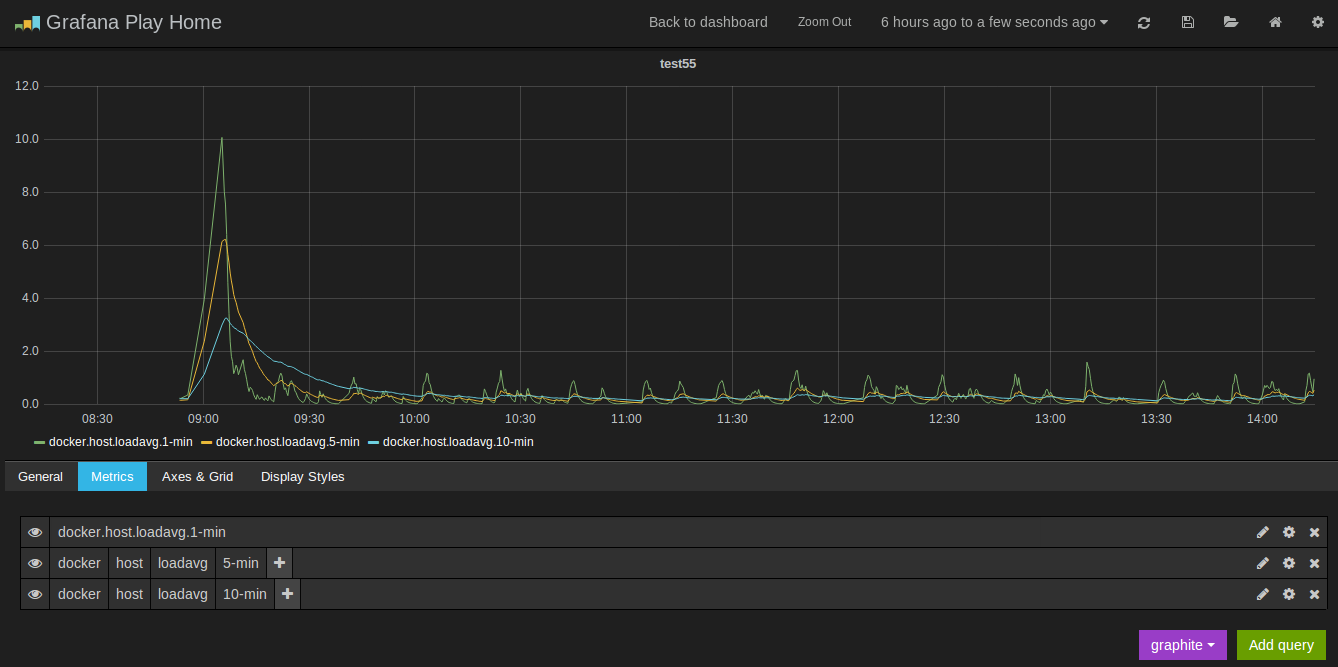 Grafana Play Home Back to dashboard Zoom Out 6 hours ago to a few seconds ago
test55
12.0
10.0
8.0
6.0
4.0
2.0
0.0
08:30 09:00 09:30 10:00 10:30 11:00 11:30 12:00 12:30 13:00 13:30 14:00
docker.host.loadavg.1-min docker.host.loadavg.5-min docker.host.loadavg.10-min
General Metrics Axes & Grid Display Styles
docker.host.loadavg.1-min
docker host loadavg 5-min
docker host loadavg 10-min
graphite Add query